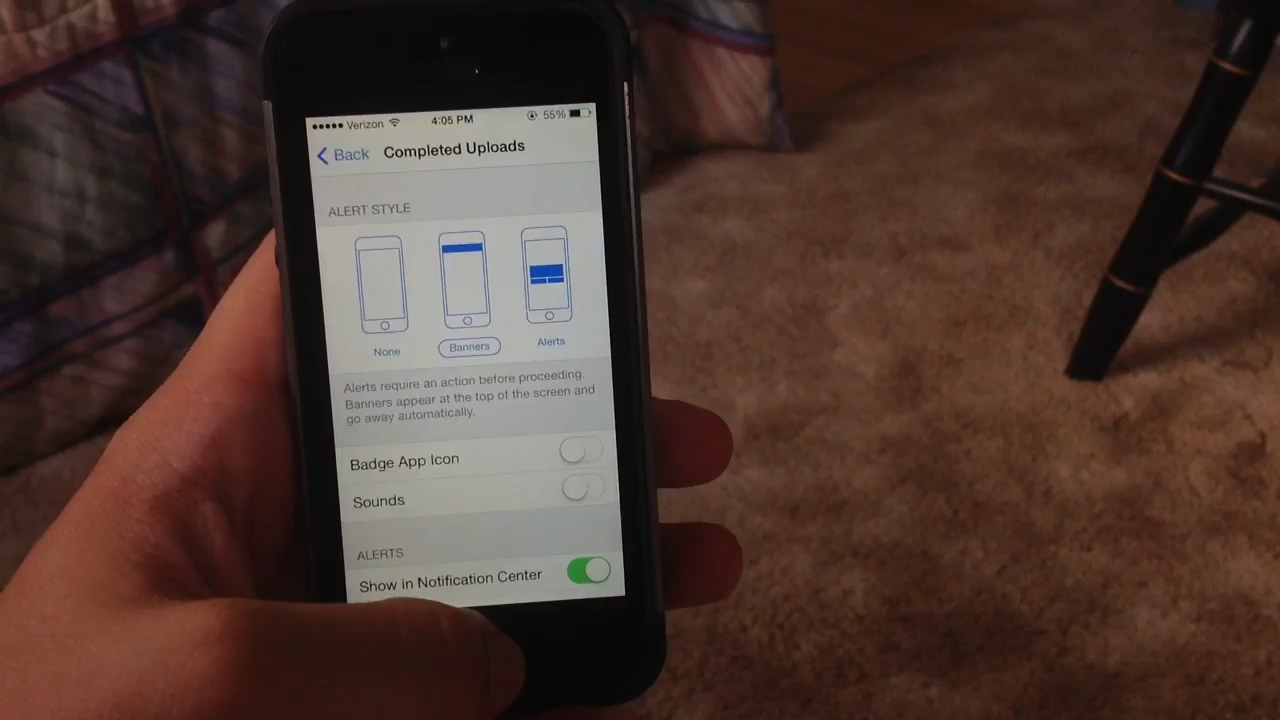 Verizon 4:05 PM 55%
Back Completed Uploads
ALERT STYLE
None Banners Alerts
Alerts require an action before proceeding.
Banners appear at the top of the screen and
go away automatically.
Badge App Icon
Sounds
ALERTS
Show in Notification Center